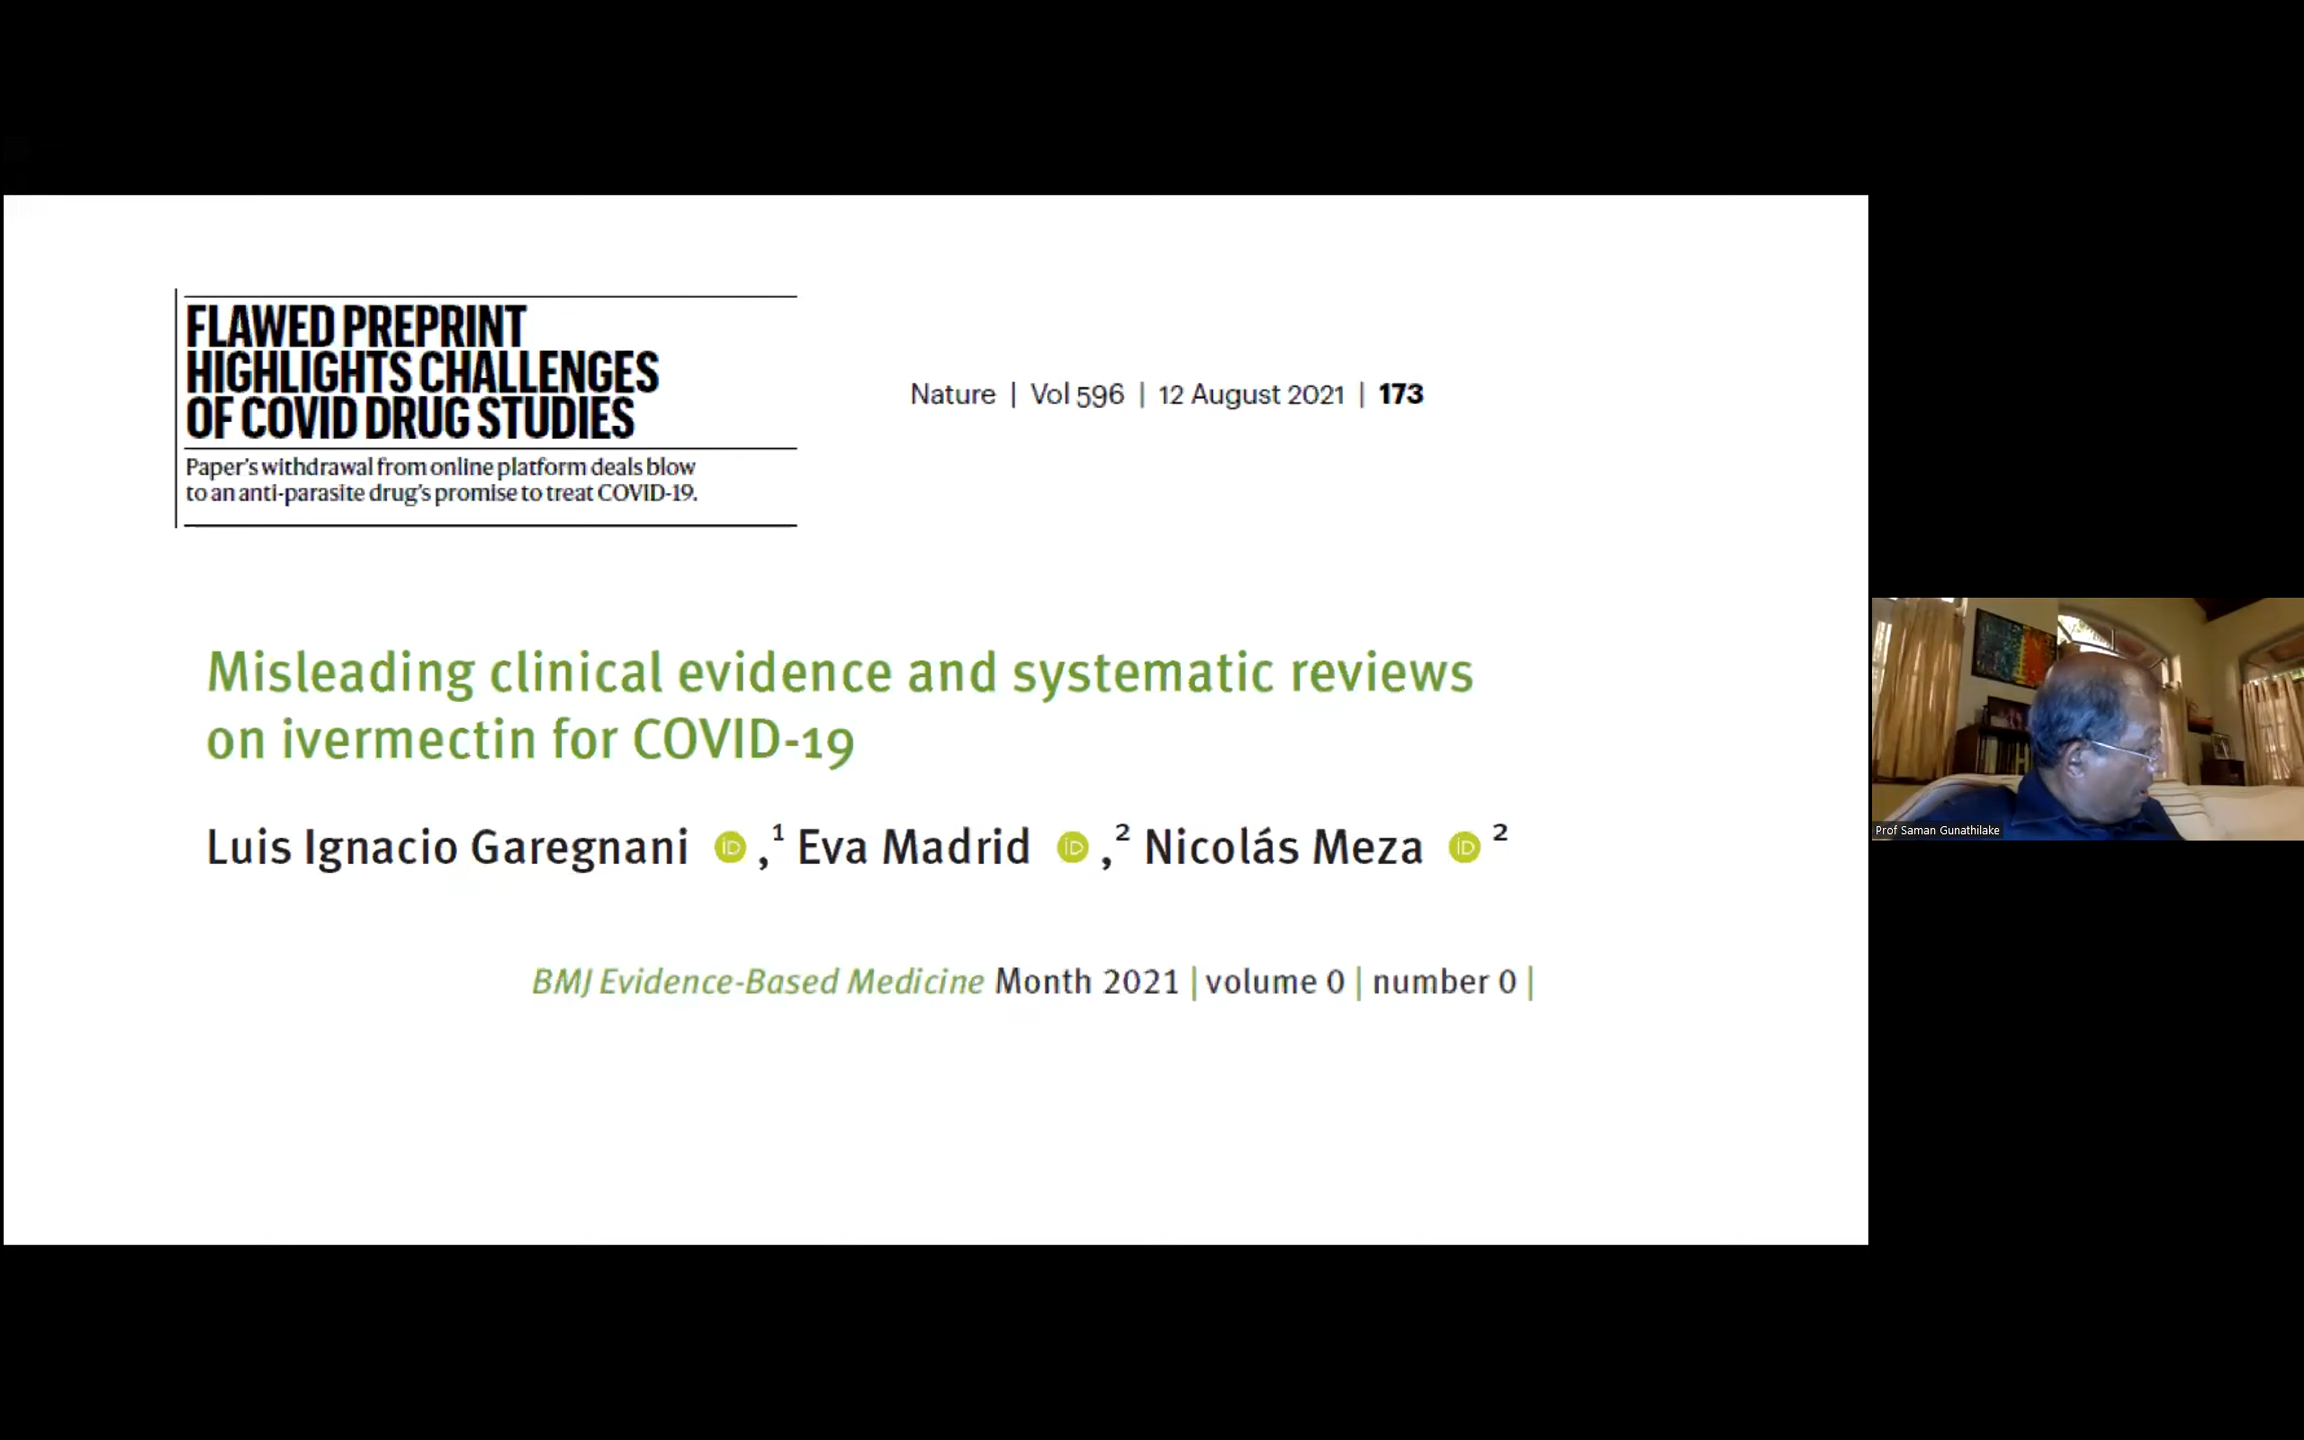 FLAWED PREPRINT
HIGHLIGHTS CHALLENGES
OF COVID DRUG STUDIES
Paper's withdrawal from online platform deals blow
to an anti-parasite drug's promise to treat COVID-19.
Nature | Vol 596 | 12 August 2021 | 173
Misleading clinical evidence and systematic reviews
on ivermectin for COVID-19
Luis Ignacio Garegnani iD ,¹ Eva Madrid iD ,² Nicolás Meza iD ²
BMJ Evidence-Based Medicine Month 2021 | volume 0 | number 0 |
Prof Saman Gunathilake